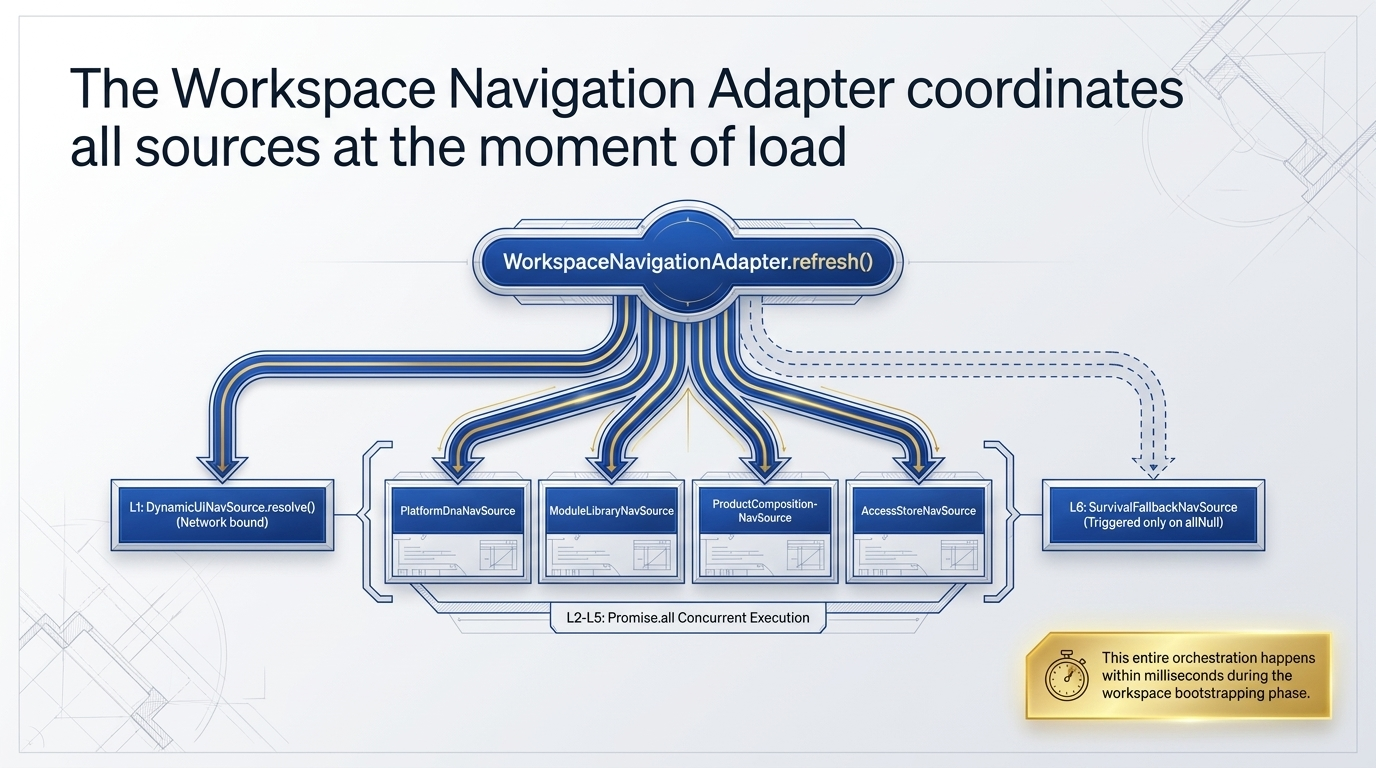 The Workspace Navigation Adapter coordinates
all sources at the moment of load
WorkspaceNavigationAdapter.refresh()
L1: DynamicUiNavSource.resolve()
(Network bound)
PlatformDnaNavSource
ModuleLibraryNavSource
ProductComposition-
NavSource
AccessStoreNavSource
L6: SurvivalFallbackNavSource
(Triggered only on allNull)
L2-L5: Promise.all Concurrent Execution
This entire orchestration happens
within milliseconds during the
workspace bootstrapping phase.